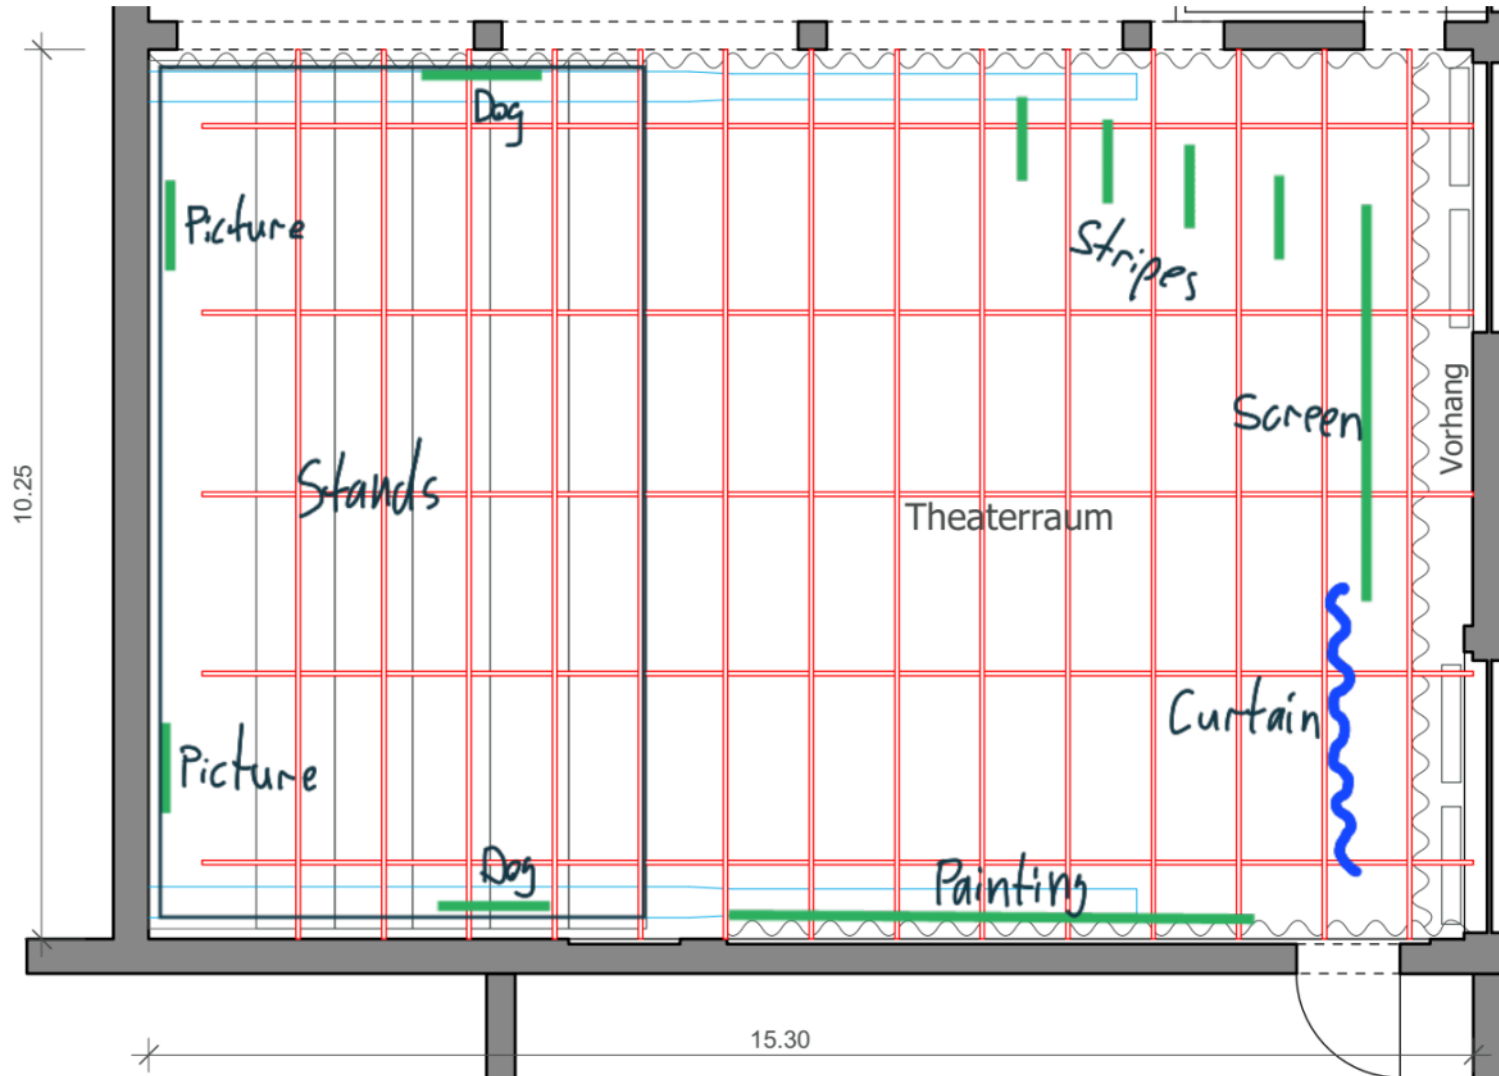 Dog
Picture
Stripes
Screen
Vorhang
Stands
10.25
Theaterraum
Curtain
Picture
Dog
Painting
15.30